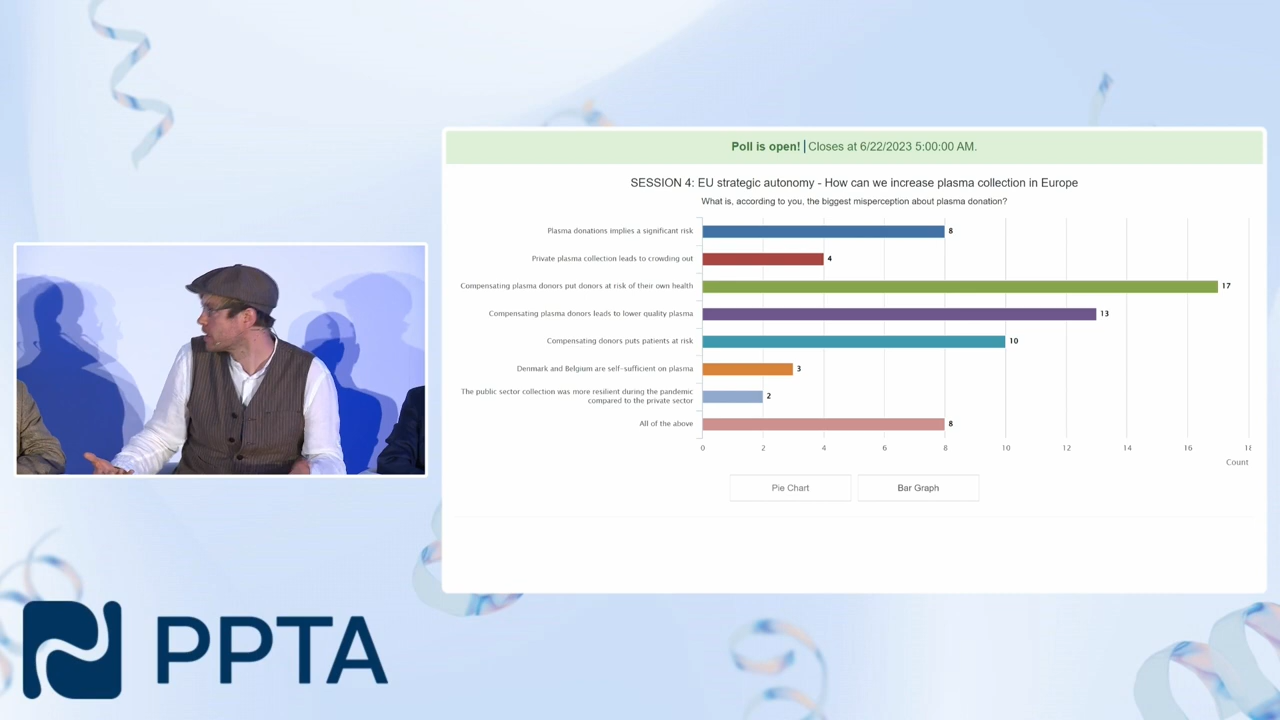 Poll is open! | Closes at 6/22/2023 5:00:00 AM.
SESSION 4: EU strategic autonomy - How can we increase plasma collection in Europe
What is, according to you, the biggest misperception about plasma donation?
Plasma donations implies a significant risk 8
Private plasma collection leads to crowding out 4
Compensating plasma donors put donors at risk of their own health 17
Compensating plasma donors leads to lower quality plasma 13
Compensating donors puts patients at risk 10
Denmark and Belgium are self-sufficient on plasma 3
The public sector collection was more resilient during the pandemic
compared to the private sector 2
All of the above 8
0 2 4 6 8 10 12 14 16 18
Count
Pie Chart Bar Graph
PPTA